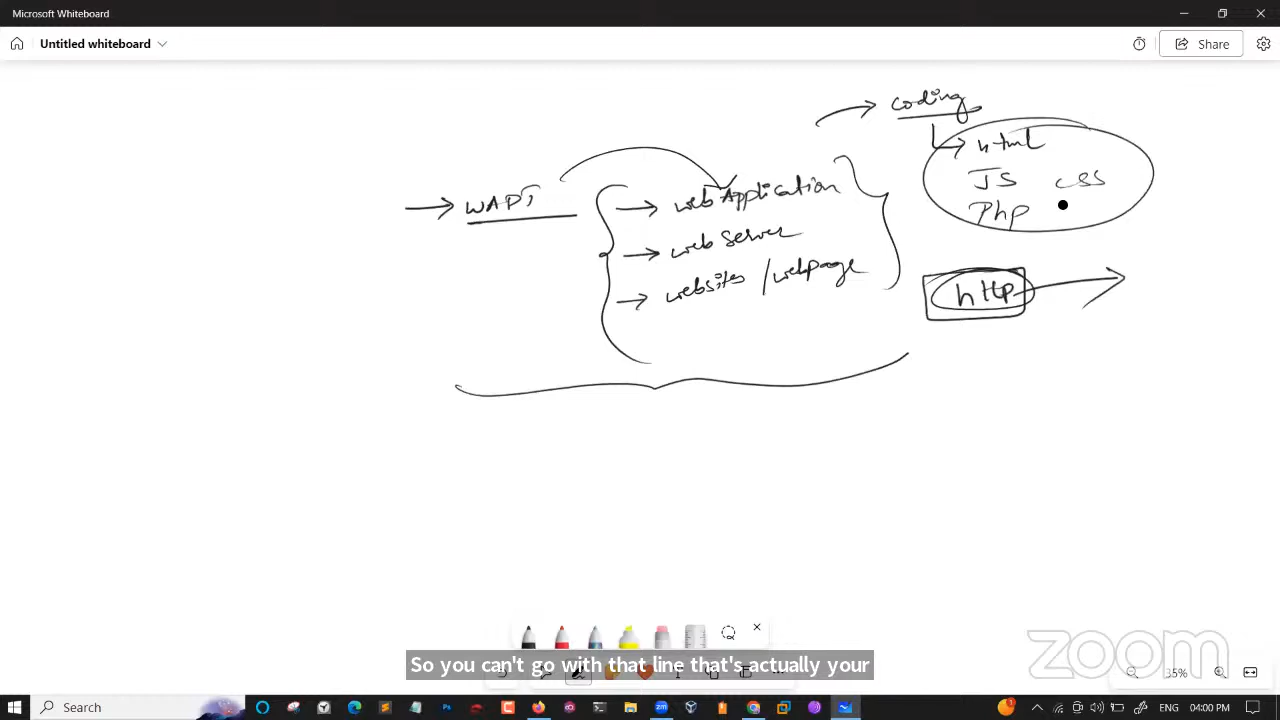 Microsoft Whiteboard
Untitled whiteboard
Share
coding
html
JS css
Php
WAPT
web Application
web server
websites / webpage
http
So you can't go with that line that's actually your
zoom
35%
Search
ENG 04:00 PM